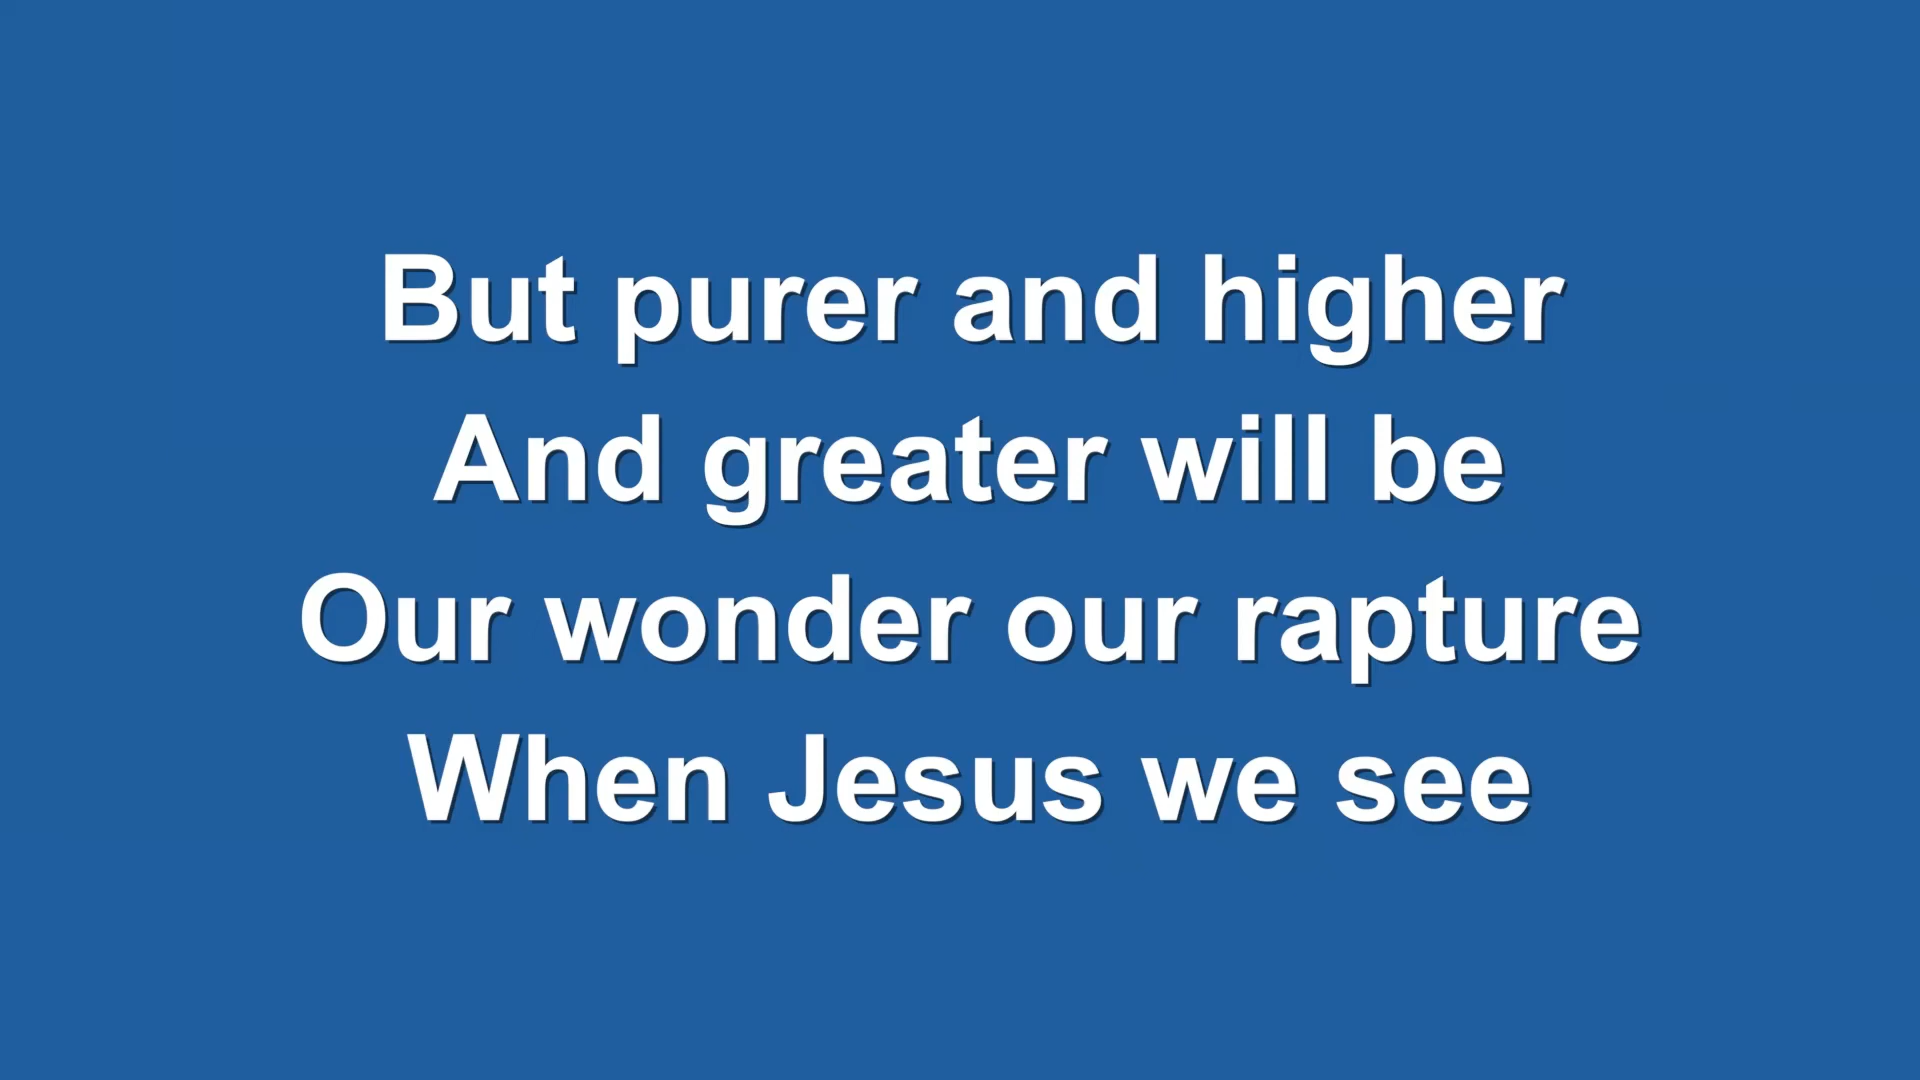 But purer and higher
And greater will be
Our wonder our rapture
When Jesus we see